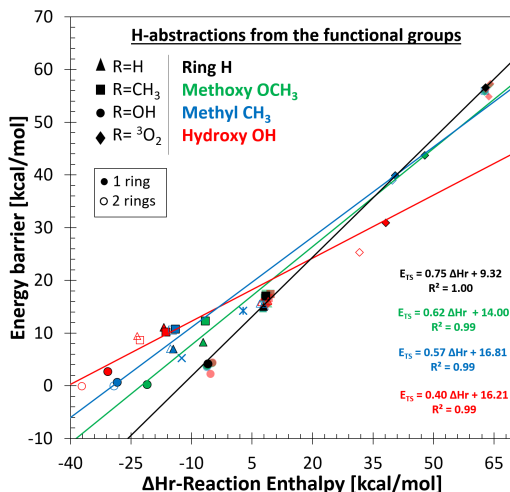 H-abstractions from the functional groups
R=H Ring H
R=CH₃ Methoxy OCH₃
R=OH Methyl CH₃
R= ³O₂ Hydroxy OH
1 ring
2 rings
Energy barrier [kcal/mol]
70
60
50
40
30
20
10
0
-10
E_TS = 0.75 ΔHr + 9.32
R² = 1.00
E_TS = 0.62 ΔHr + 14.00
R² = 0.99
E_TS = 0.57 ΔHr + 16.81
R² = 0.99
E_TS = 0.40 ΔHr + 16.21
R² = 0.99
-40 -25 -10 5 20 35 50 65
ΔHr-Reaction Enthalpy [kcal/mol]